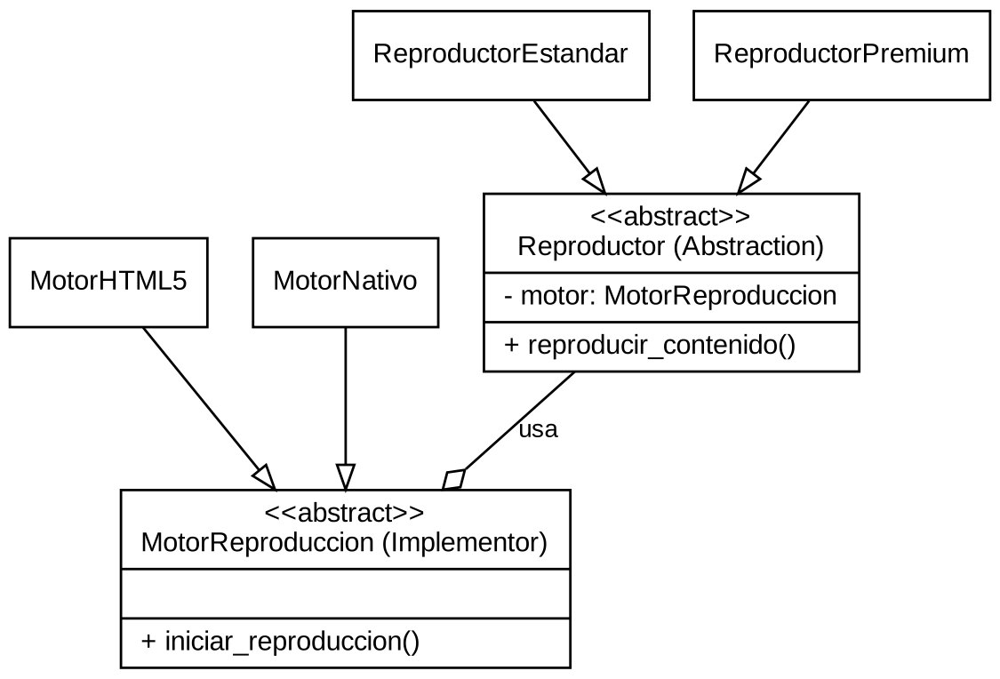 ReproductorEstandar
ReproductorPremium
<<abstract>>
Reproductor (Abstraction)
- motor: MotorReproduccion
+ reproducir_contenido()
MotorHTML5
MotorNativo
usa
<<abstract>>
MotorReproduccion (Implementor)
+ iniciar_reproduccion()